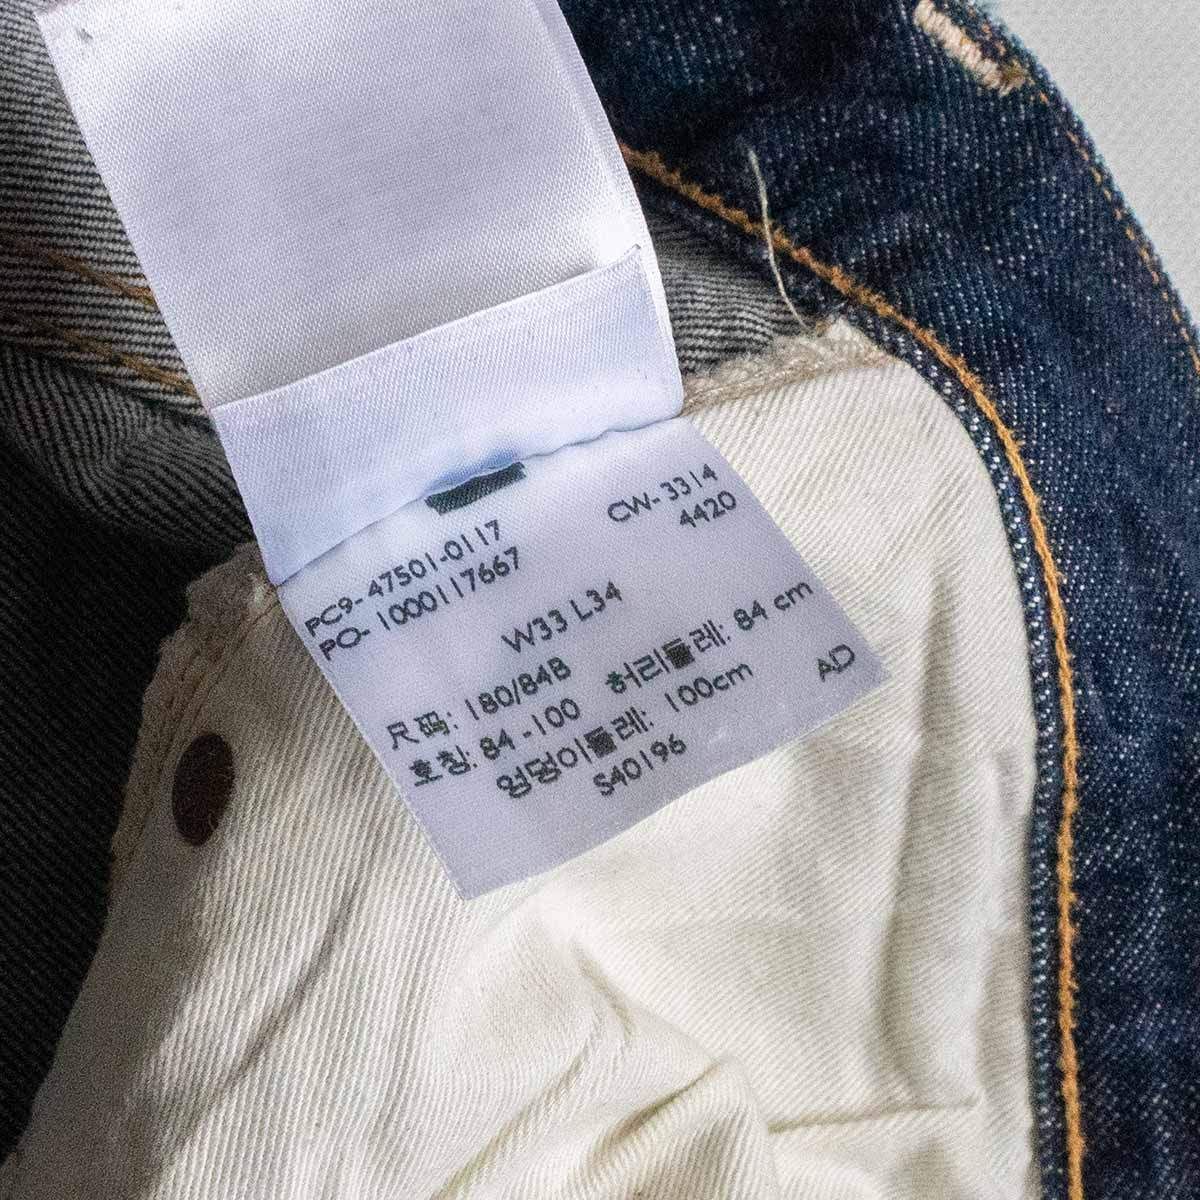 PC9-47501-0117 CW-3314
PO-1000117667 4420
W33 L34
尺码: 180/84B 허리둘레: 84 cm
호칭: 84-100 엉덩이둘레: 100cm AD
S40196